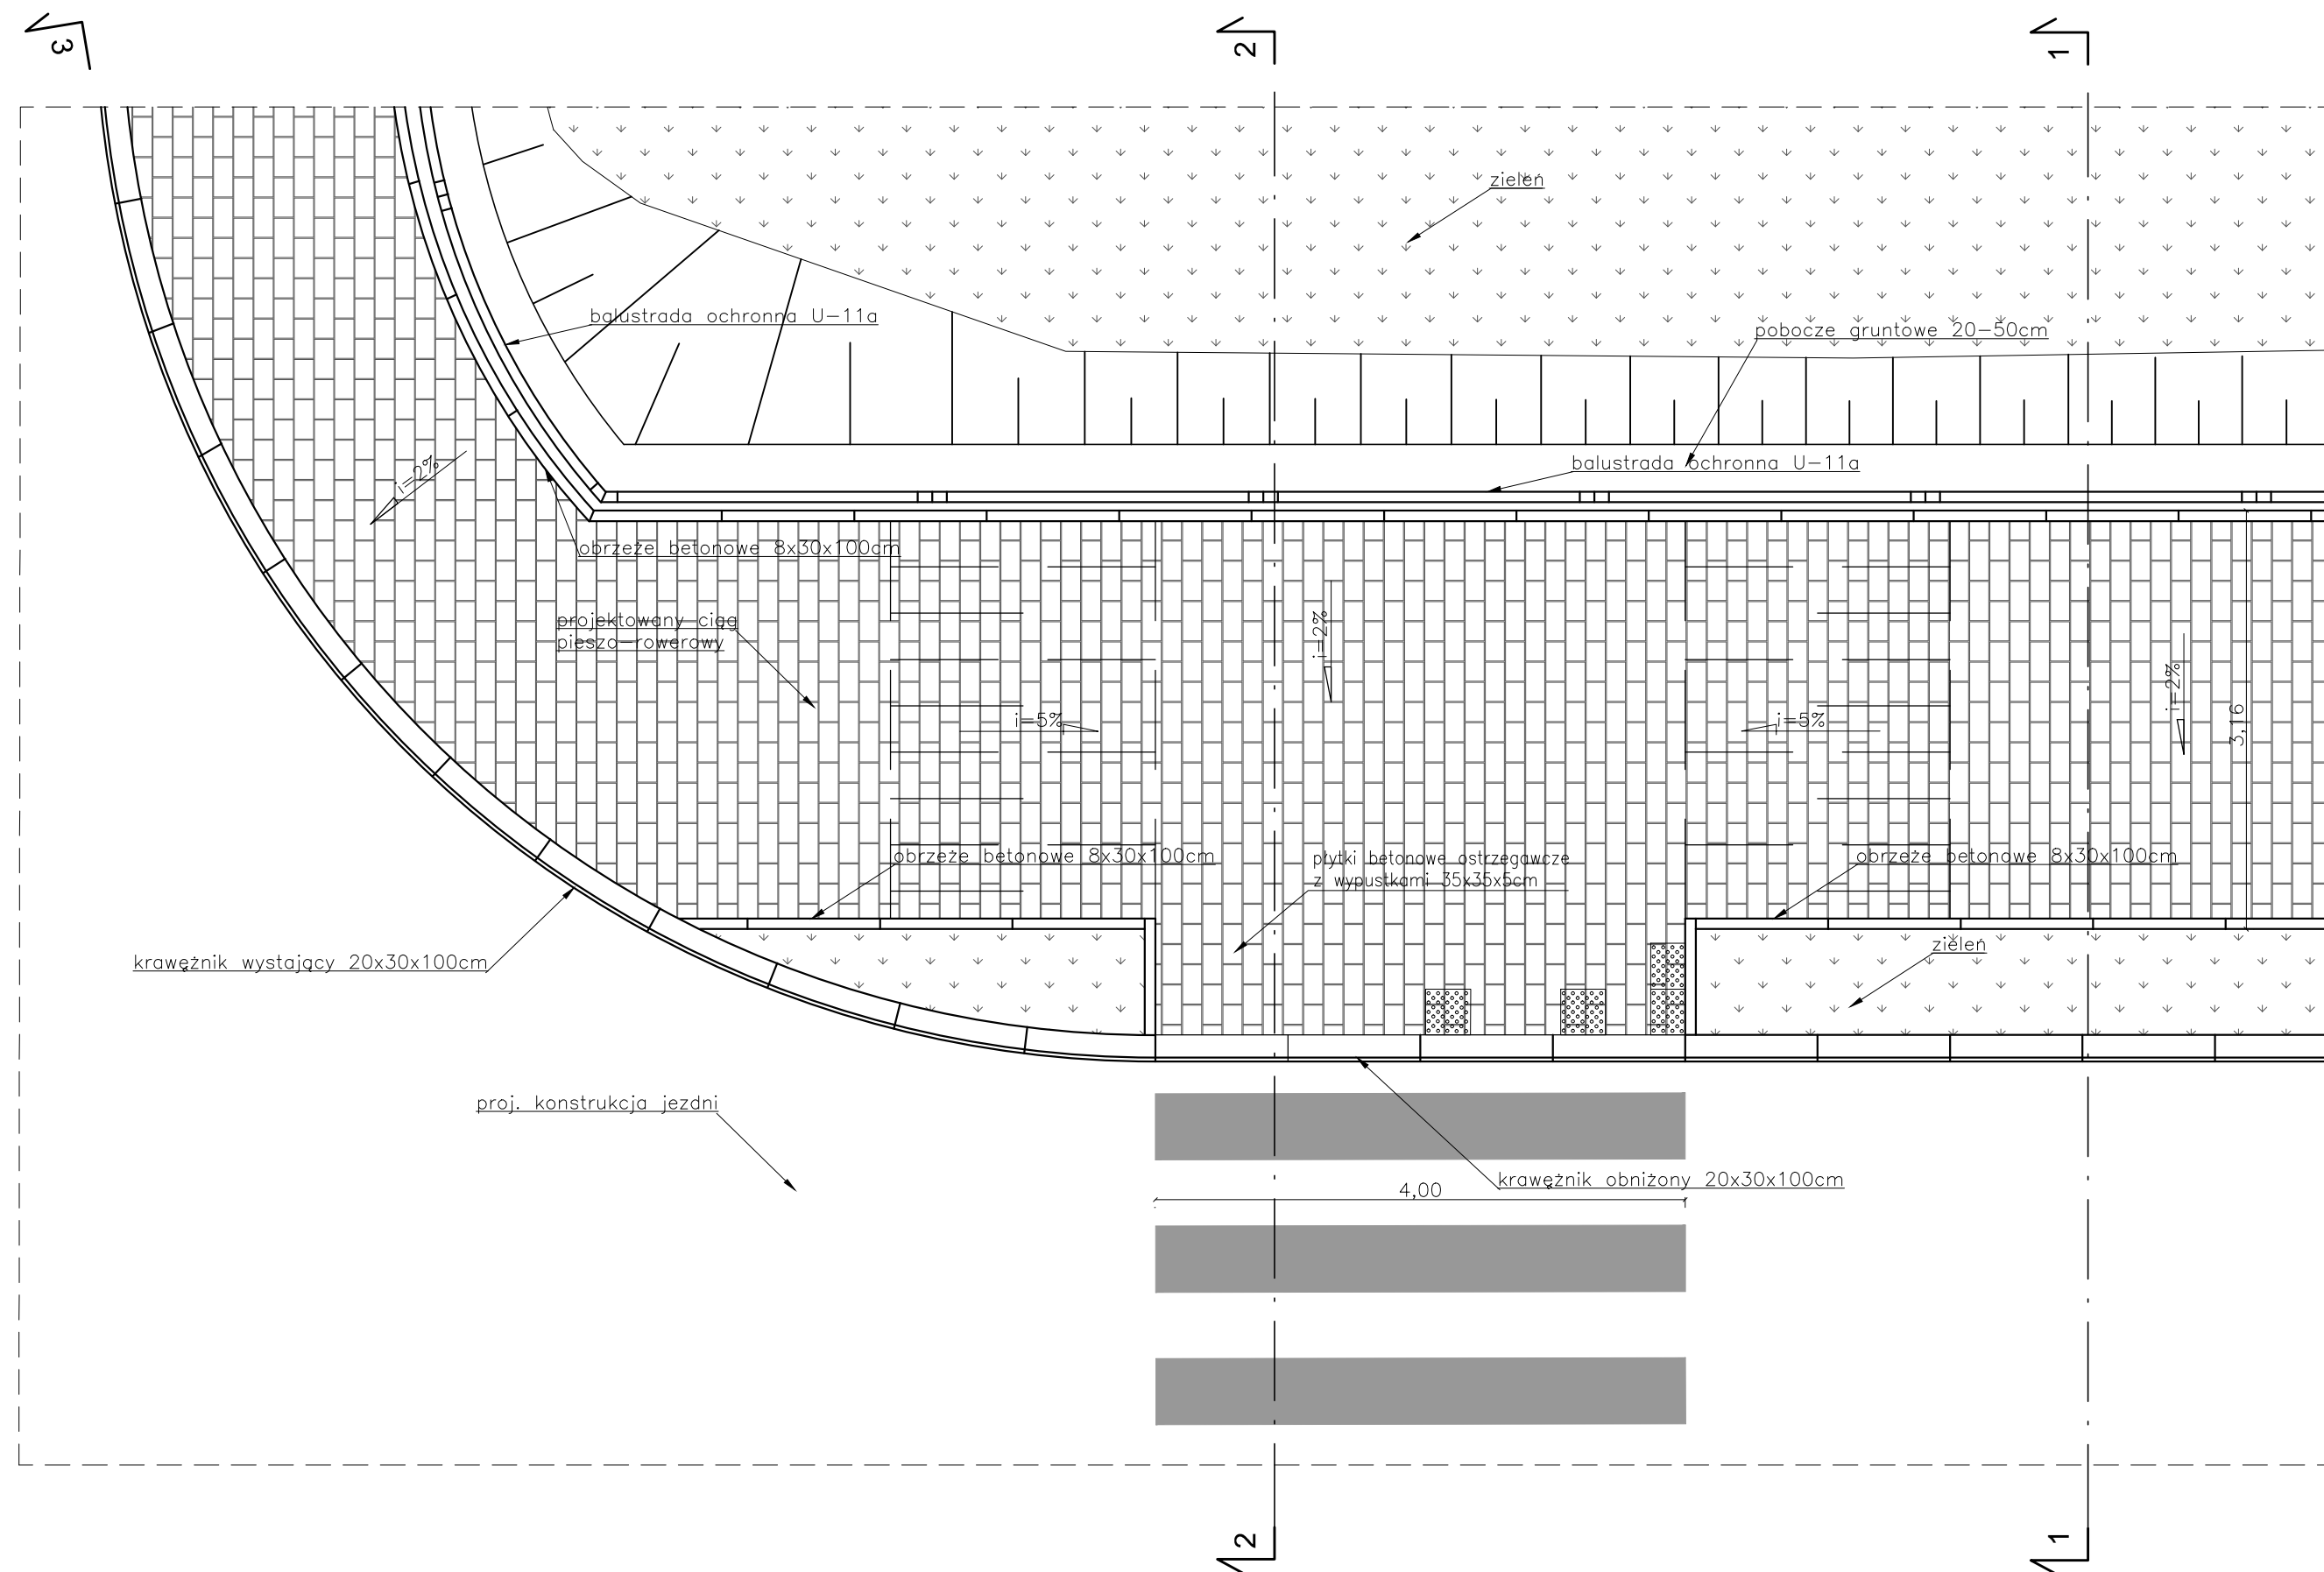 3
2
1
zieleń
balustrada ochronna U-11a
pobocze gruntowe 20-50cm
i=2%
balustrada ochronna U-11a
obrzeże betonowe 8x30x100cm
projektowany ciąg
pieszo-rowerowy
i=2%
i=5%
i=5%
i=2%
3,16
obrzeże betonowe 8x30x100cm
płytki betonowe ostrzegawcze
z wypustkami 35x35x5cm
obrzeże betonowe 8x30x100cm
zieleń
krawężnik wystający 20x30x100cm
proj. konstrukcja jezdni
4,00
krawężnik obniżony 20x30x100cm
2
1